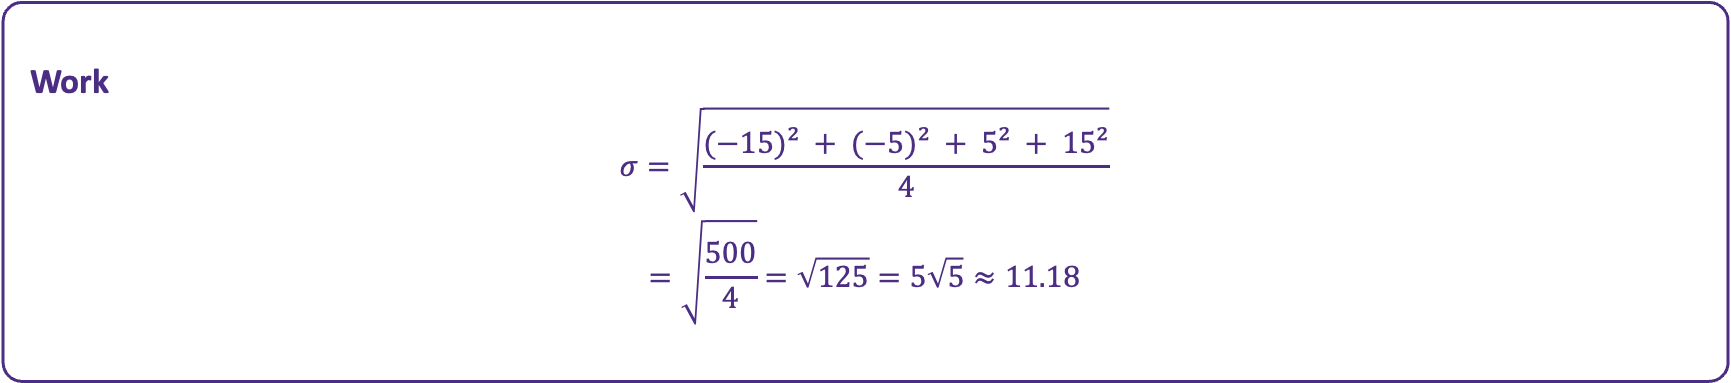 Work
σ = √(((−15)² + (−5)² + 5² + 15²)/4)
= √(500/4) = √125 = 5√5 ≈ 11.18